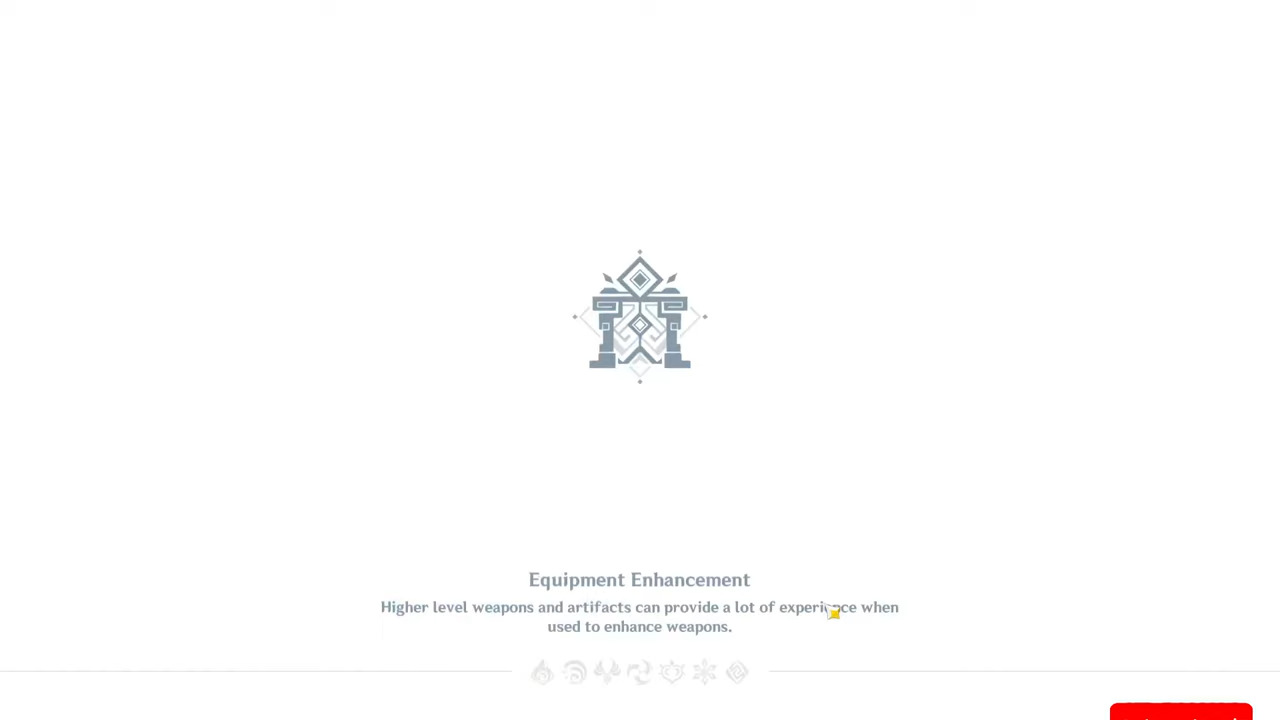 Equipment Enhancement
Higher level weapons and artifacts can provide a lot of experience when
used to enhance weapons.